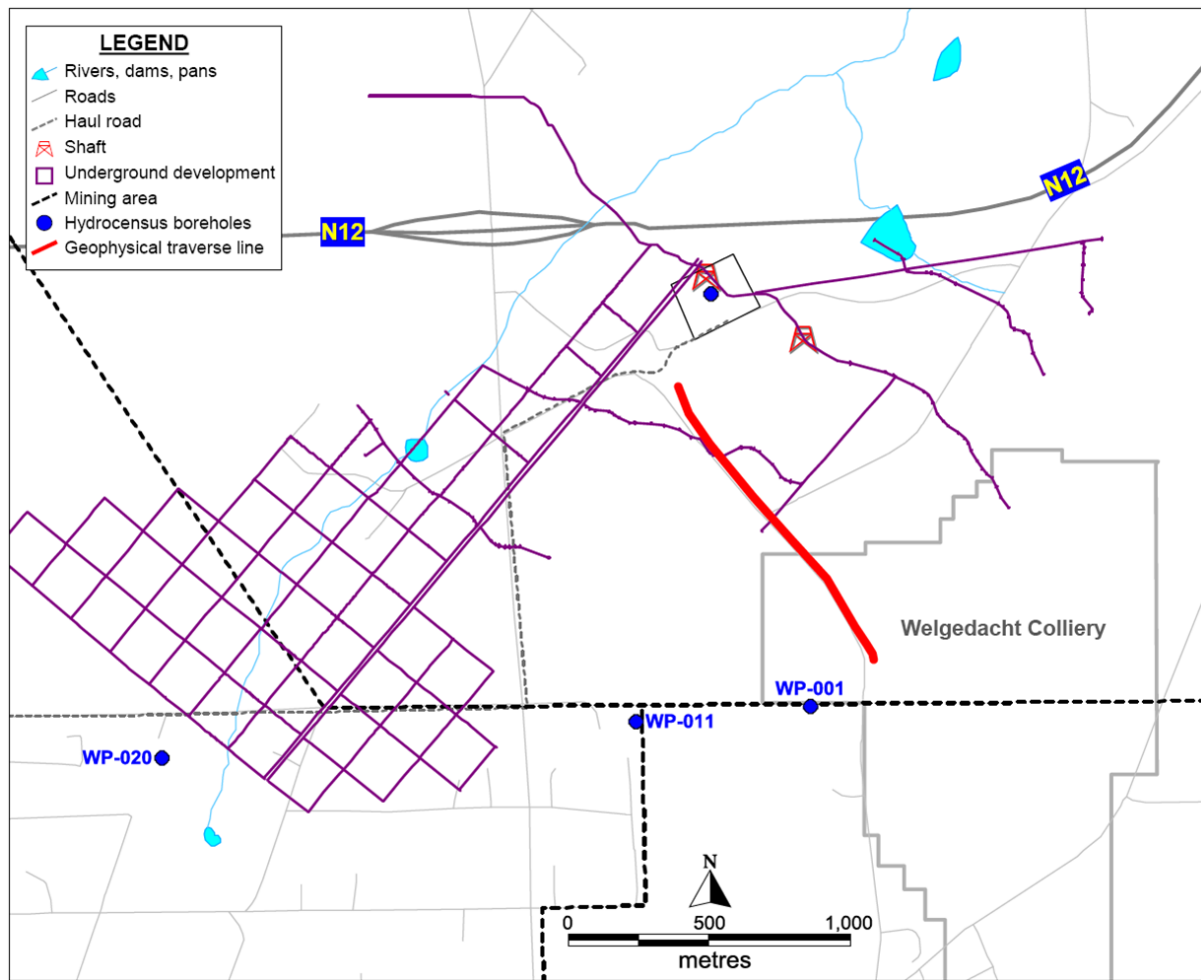 LEGEND
Rivers, dams, pans
Roads
Haul road
Shaft
Underground development
Mining area
Hydrocensus boreholes
Geophysical traverse line
N12
N12
Welgedacht Colliery
WP-001
WP-011
WP-020
N
0 500 1,000
metres